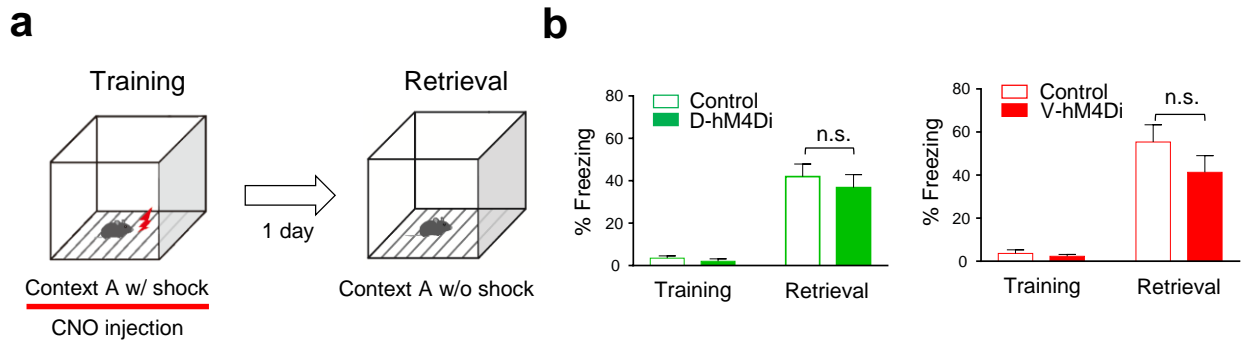 a
Training
Retrieval
1 day
Context A w/ shock
Context A w/o shock
CNO injection
b
% Freezing
80
60
40
20
0
Control
D-hM4Di
n.s.
Training
Retrieval
% Freezing
80
60
40
20
0
Control
V-hM4Di
n.s.
Training
Retrieval